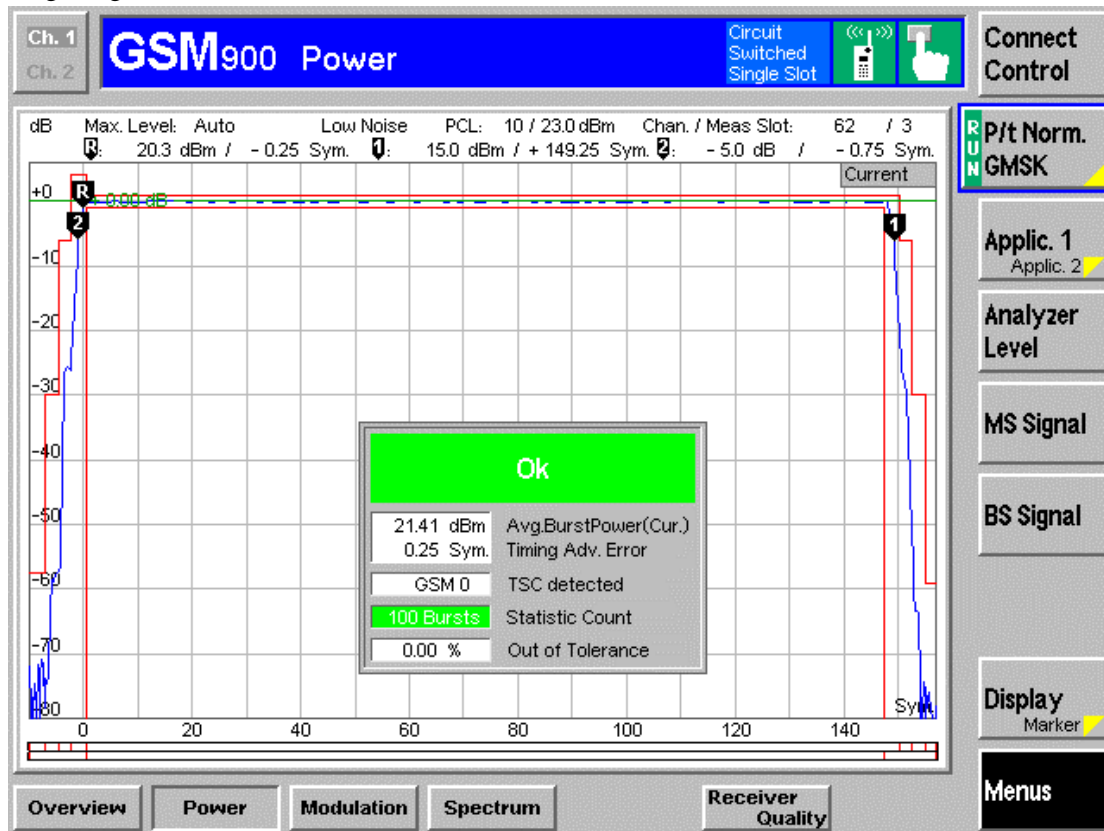 Ch. 1
Ch. 2
GSM900 Power
Circuit
Switched
Single Slot
Connect
Control
dB Max. Level: Auto Low Noise PCL: 10 / 23.0 dBm Chan. / Meas Slot: 62 / 3
R: 20.3 dBm / - 0.25 Sym. 1: 15.0 dBm / + 149.25 Sym. 2: - 5.0 dB / - 0.75 Sym.
Current
RUN
P/t Norm.
GMSK
Applic. 1
Applic. 2
Analyzer
Level
MS Signal
BS Signal
Display
Marker
Menus
+0
R
0.00 dB
2
1
-10
-20
-30
-40
-50
-60
-70
-80
Ok
21.41 dBm Avg.BurstPower(Cur.)
0.25 Sym. Timing Adv. Error
GSM 0 TSC detected
100 Bursts Statistic Count
0.00 % Out of Tolerance
0 20 40 60 80 100 120 140
Overview Power Modulation Spectrum Receiver
Quality